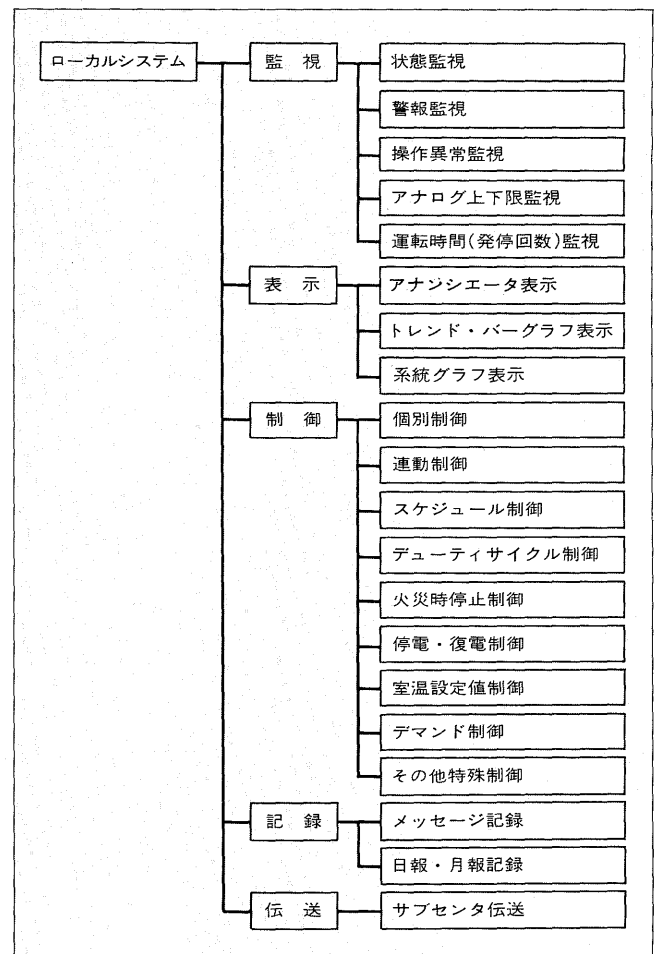 ローカルシステム
監視
状態監視
警報監視
操作異常監視
アナログ上下限監視
運転時間(発停回数)監視
表示
アナンシエータ表示
トレンド・バーグラフ表示
系統グラフ表示
制御
個別制御
連動制御
スケジュール制御
デューティサイクル制御
火災時停止制御
停電・復電制御
室温設定値制御
デマンド制御
その他特殊制御
記録
メッセージ記録
日報・月報記録
伝送
サブセンタ伝送